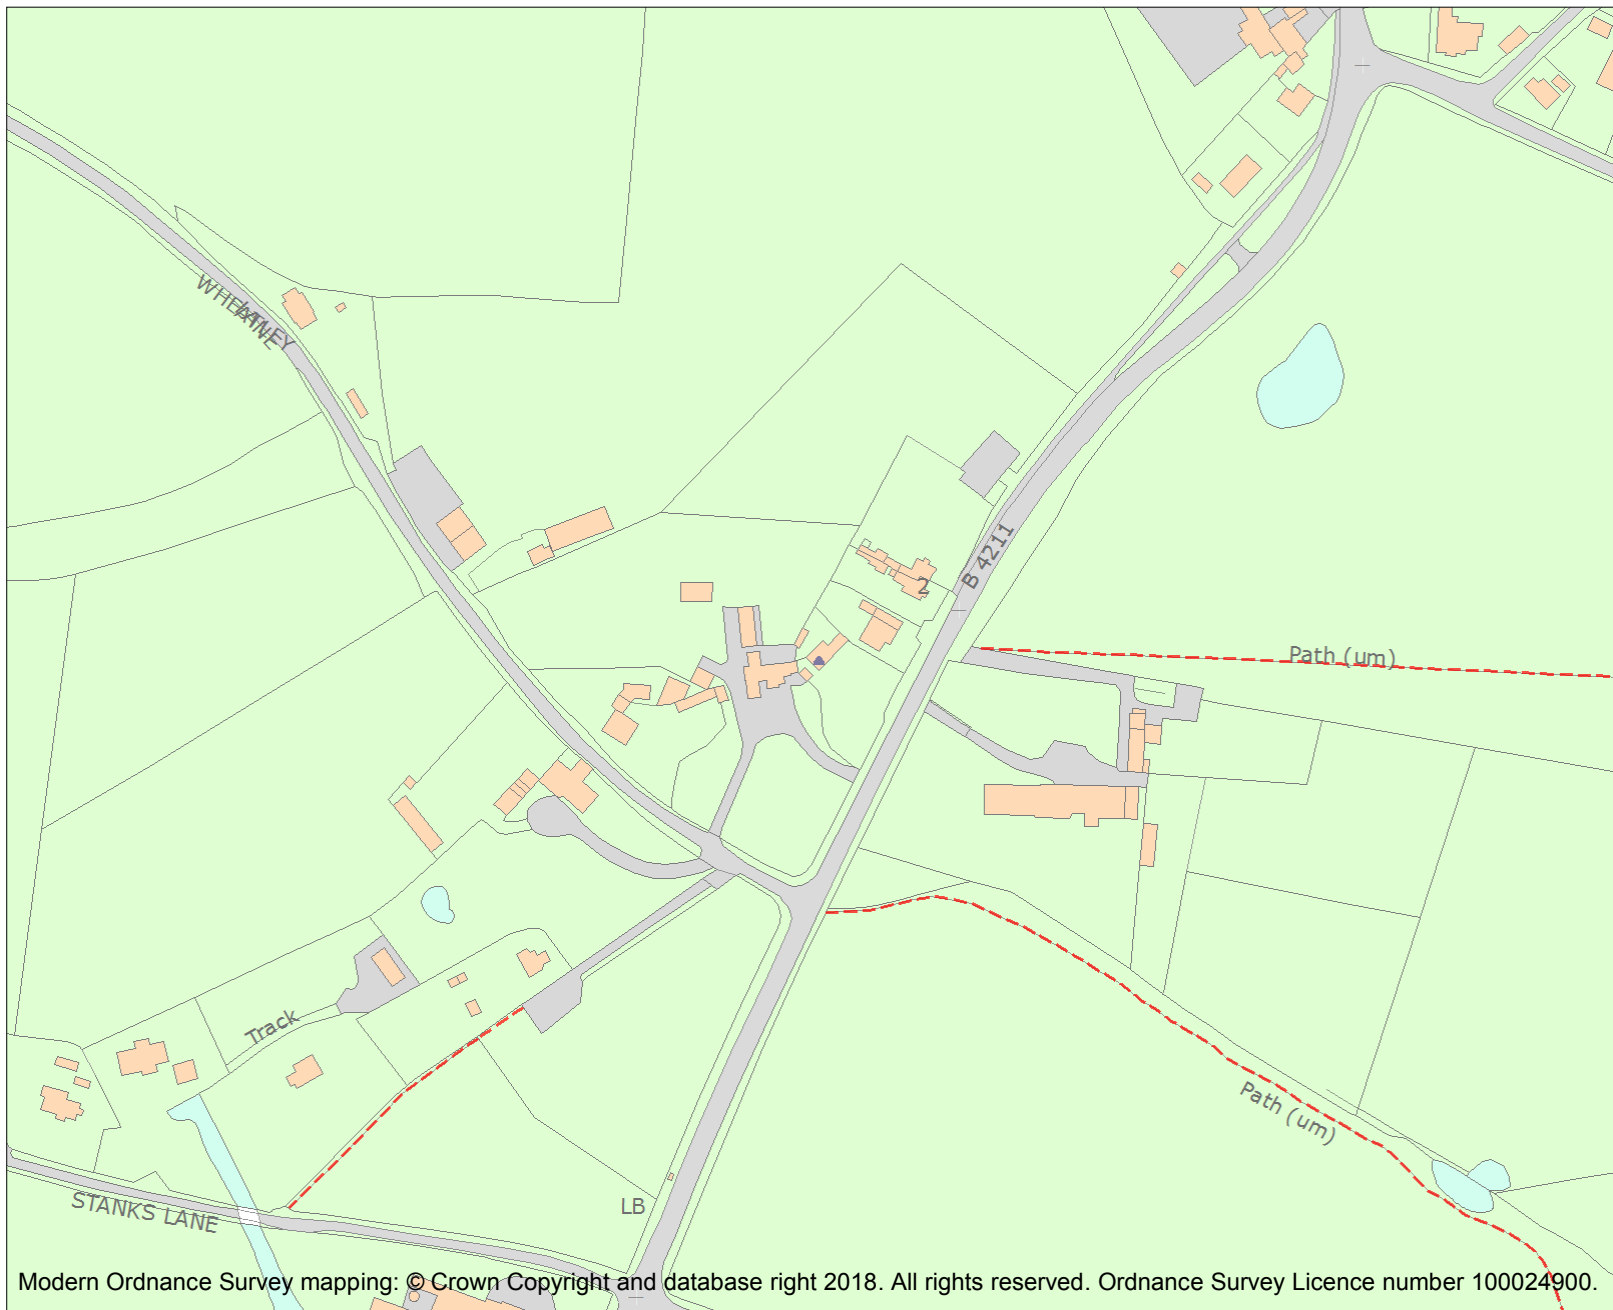 WHEATLEY
LANE
B 4211
2
Path (um)
Track
Path (um)
STANKS LANE
LB
Modern Ordnance Survey mapping: © Crown Copyright and database right 2018. All rights reserved. Ordnance Survey Licence number 100024900.